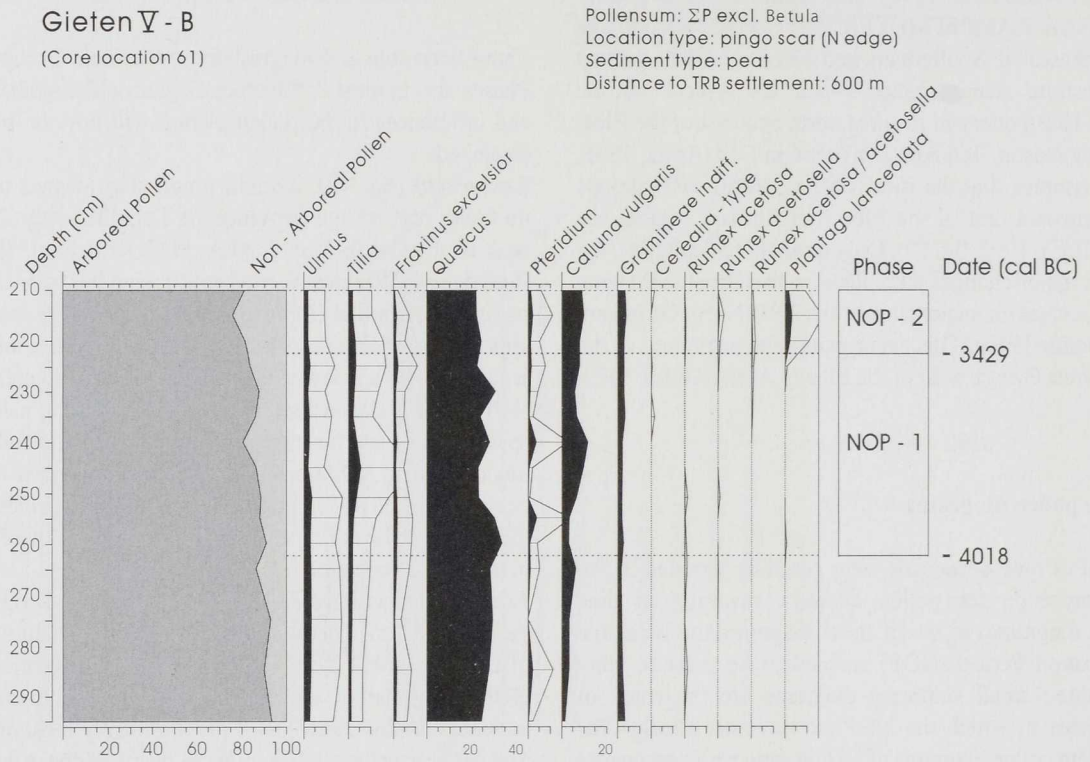 Gieten V - B
(Core location 61)
Pollensum: ΣP excl. Betula
Location type: pingo scar (N edge)
Sediment type: peat
Distance to TRB settlement: 600 m
Depth (cm)
Arboreal Pollen
Non - Arboreal Pollen
Ulmus
Tilia
Fraxinus excelsior
Quercus
Pteridium
Calluna vulgaris
Gramineae indiff.
Cerealia - type
Rumex acetosa
Rumex acetosella
Rumex acetosa / acetosella
Plantago lanceolata
Phase
Date (cal BC)
210
220
230
240
250
260
270
280
290
NOP - 2
- 3429
NOP - 1
- 4018
20 40 60 80 100 20 40 20